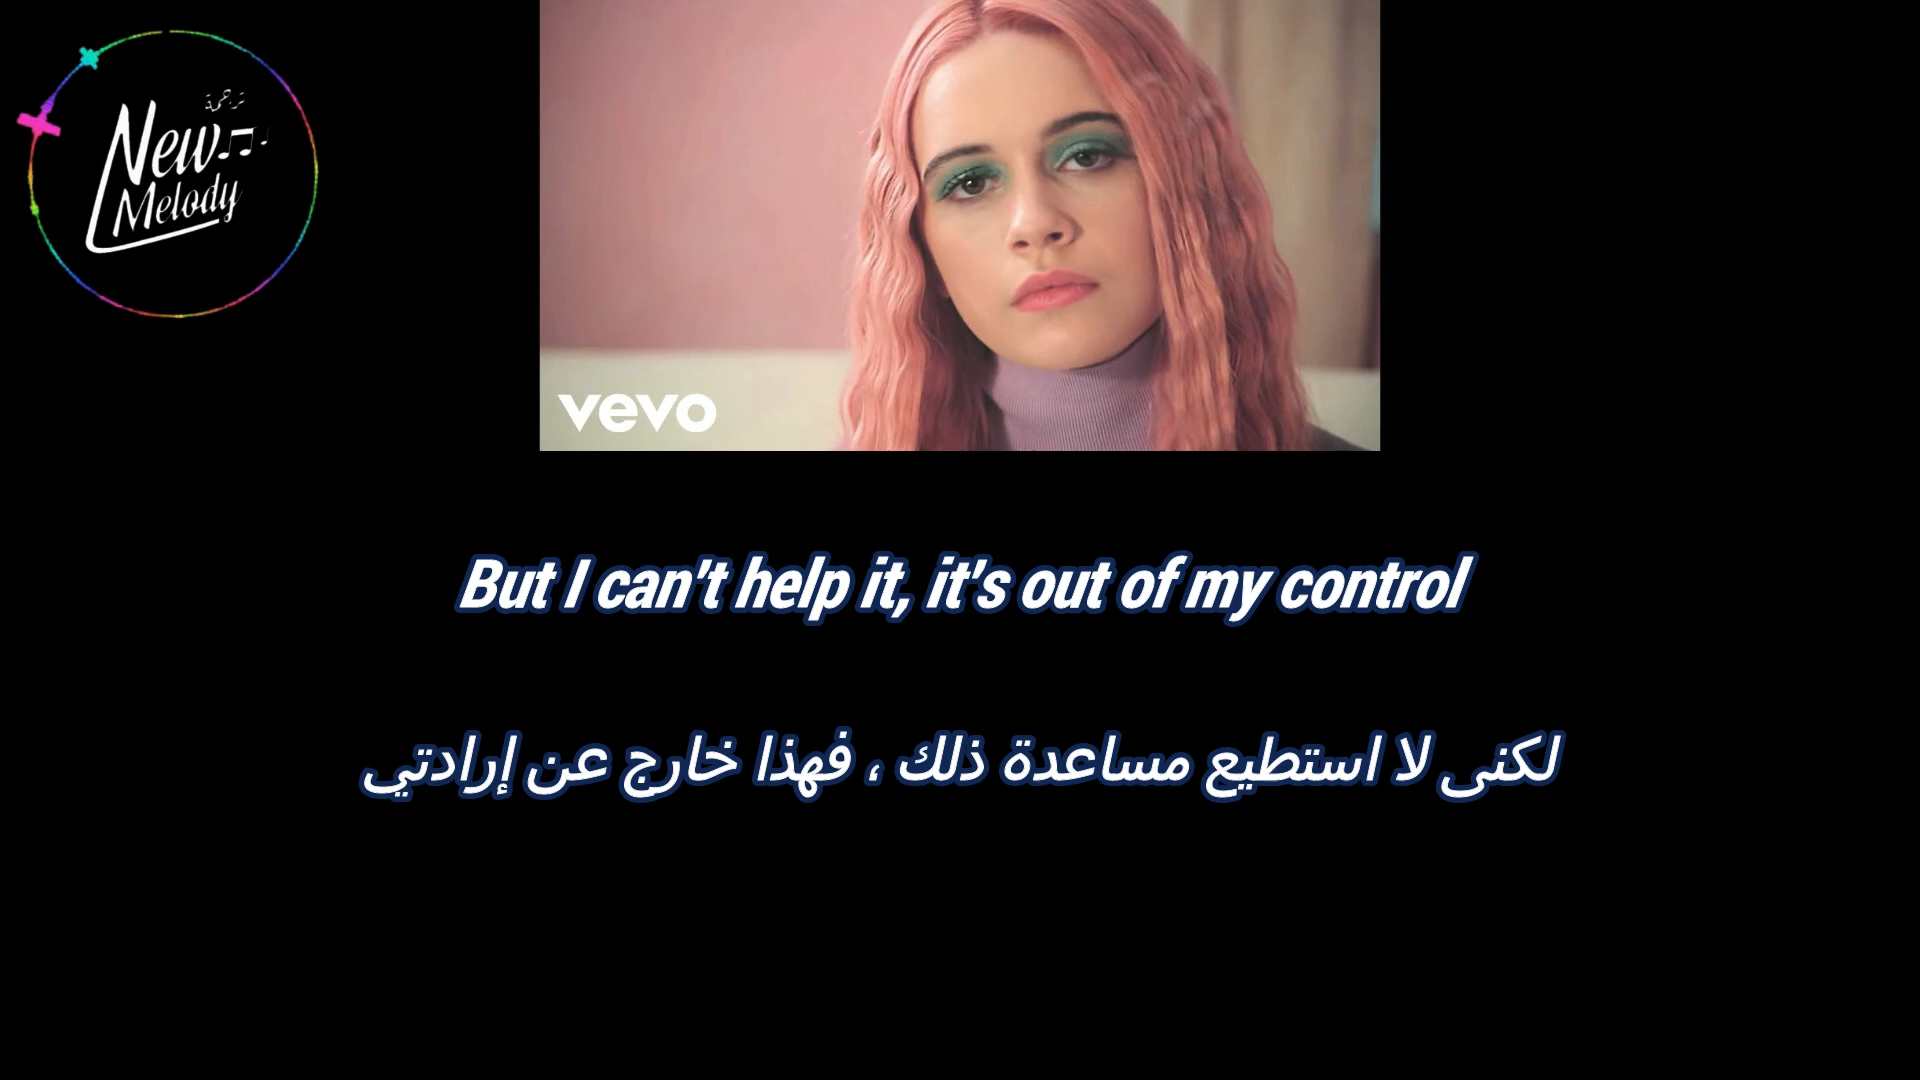 ترجمة
New
Melody
vevo
But I can't help it, it's out of my control
لكنى لا استطيع مساعدة ذلك ، فهذا خارج عن إرادتي